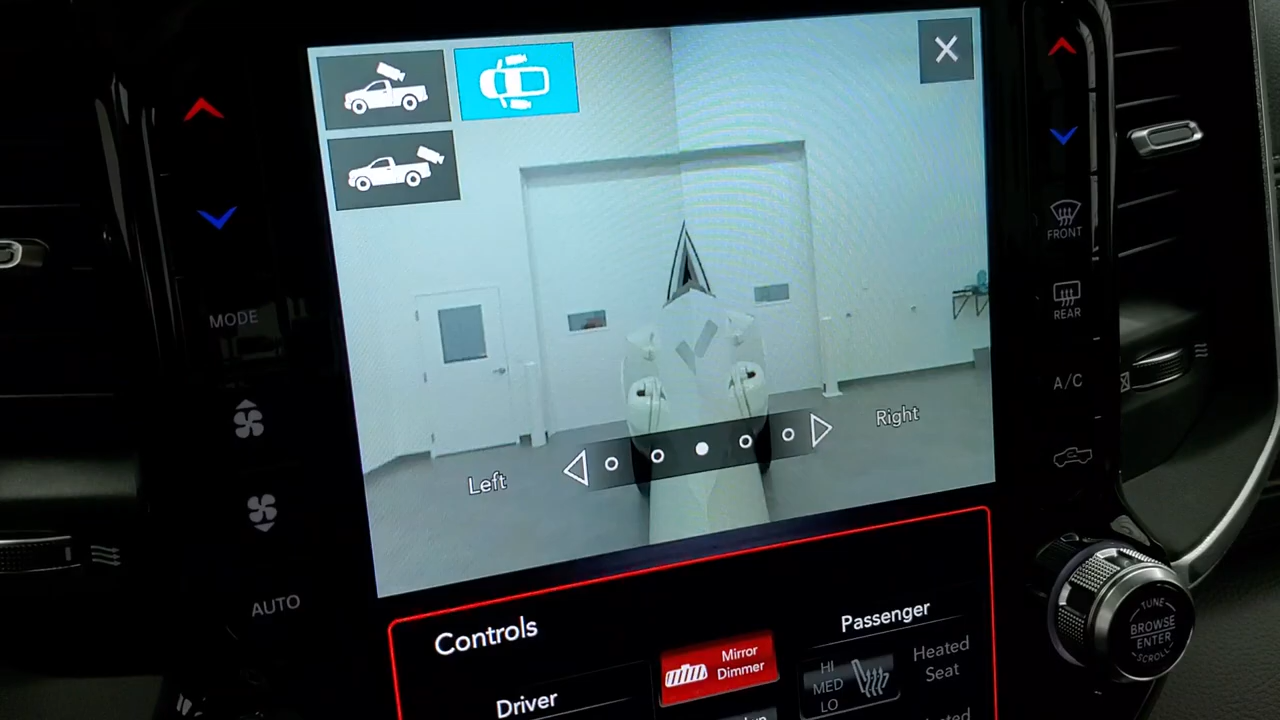 MODE
AUTO
Left
Right
FRONT
REAR
A/C
TUNE
BROWSE
ENTER
SCROLL
Controls
Driver
Mirror
Dimmer
Passenger
HI
MED
LO
Heated
Seat